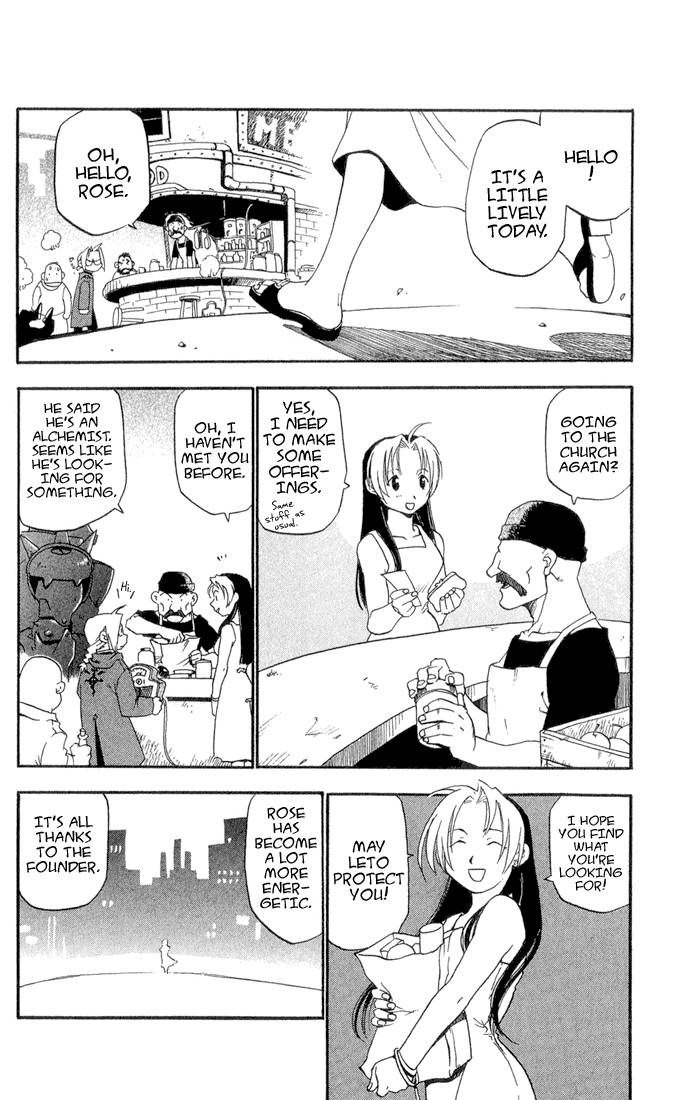 HELLO
!
IT'S A
LITTLE
LIVELY
TODAY.
OH,
HELLO,
ROSE.
ME
OD
GOING
TO THE
CHURCH
AGAIN?
YES,
I NEED
TO MAKE
SOME
OFFER-
INGS.
Same
stuff as
usual.
OH, I
HAVEN'T
MET YOU
BEFORE.
HE SAID
HE'S AN
ALCHEMIST.
SEEMS LIKE
HE'S LOOK-
ING FOR
SOMETHING.
Hi.
I HOPE
YOU FIND
WHAT
YOU'RE
LOOKING
FOR!
MAY
LETO
PROTECT
YOU!
ROSE
HAS
BECOME
A LOT
MORE
ENER-
GETIC.
IT'S ALL
THANKS
TO THE
FOUNDER.